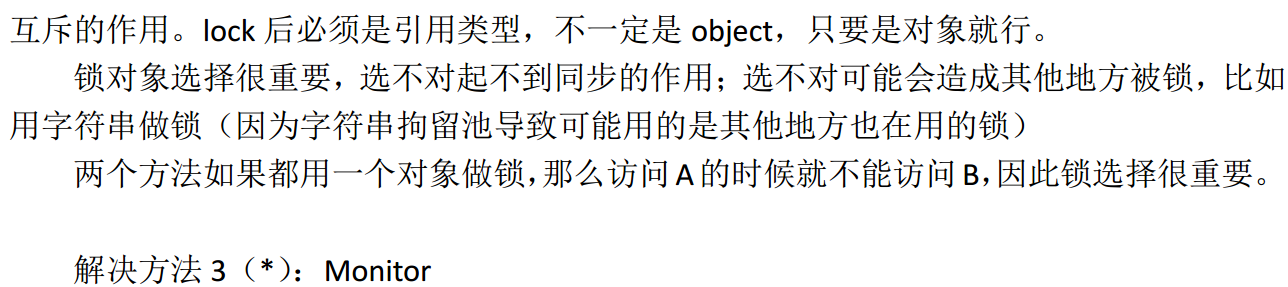 互斥的作用。lock 后必须是引用类型，不一定是 object，只要是对象就行。
锁对象选择很重要，选不对起不到同步的作用；选不对可能会造成其他地方被锁，比如
用字符串做锁（因为字符串拘留池导致可能用的是其他地方也在用的锁）
两个方法如果都用一个对象做锁，那么访问 A 的时候就不能访问 B，因此锁选择很重要。
解决方法 3（*）：Monitor